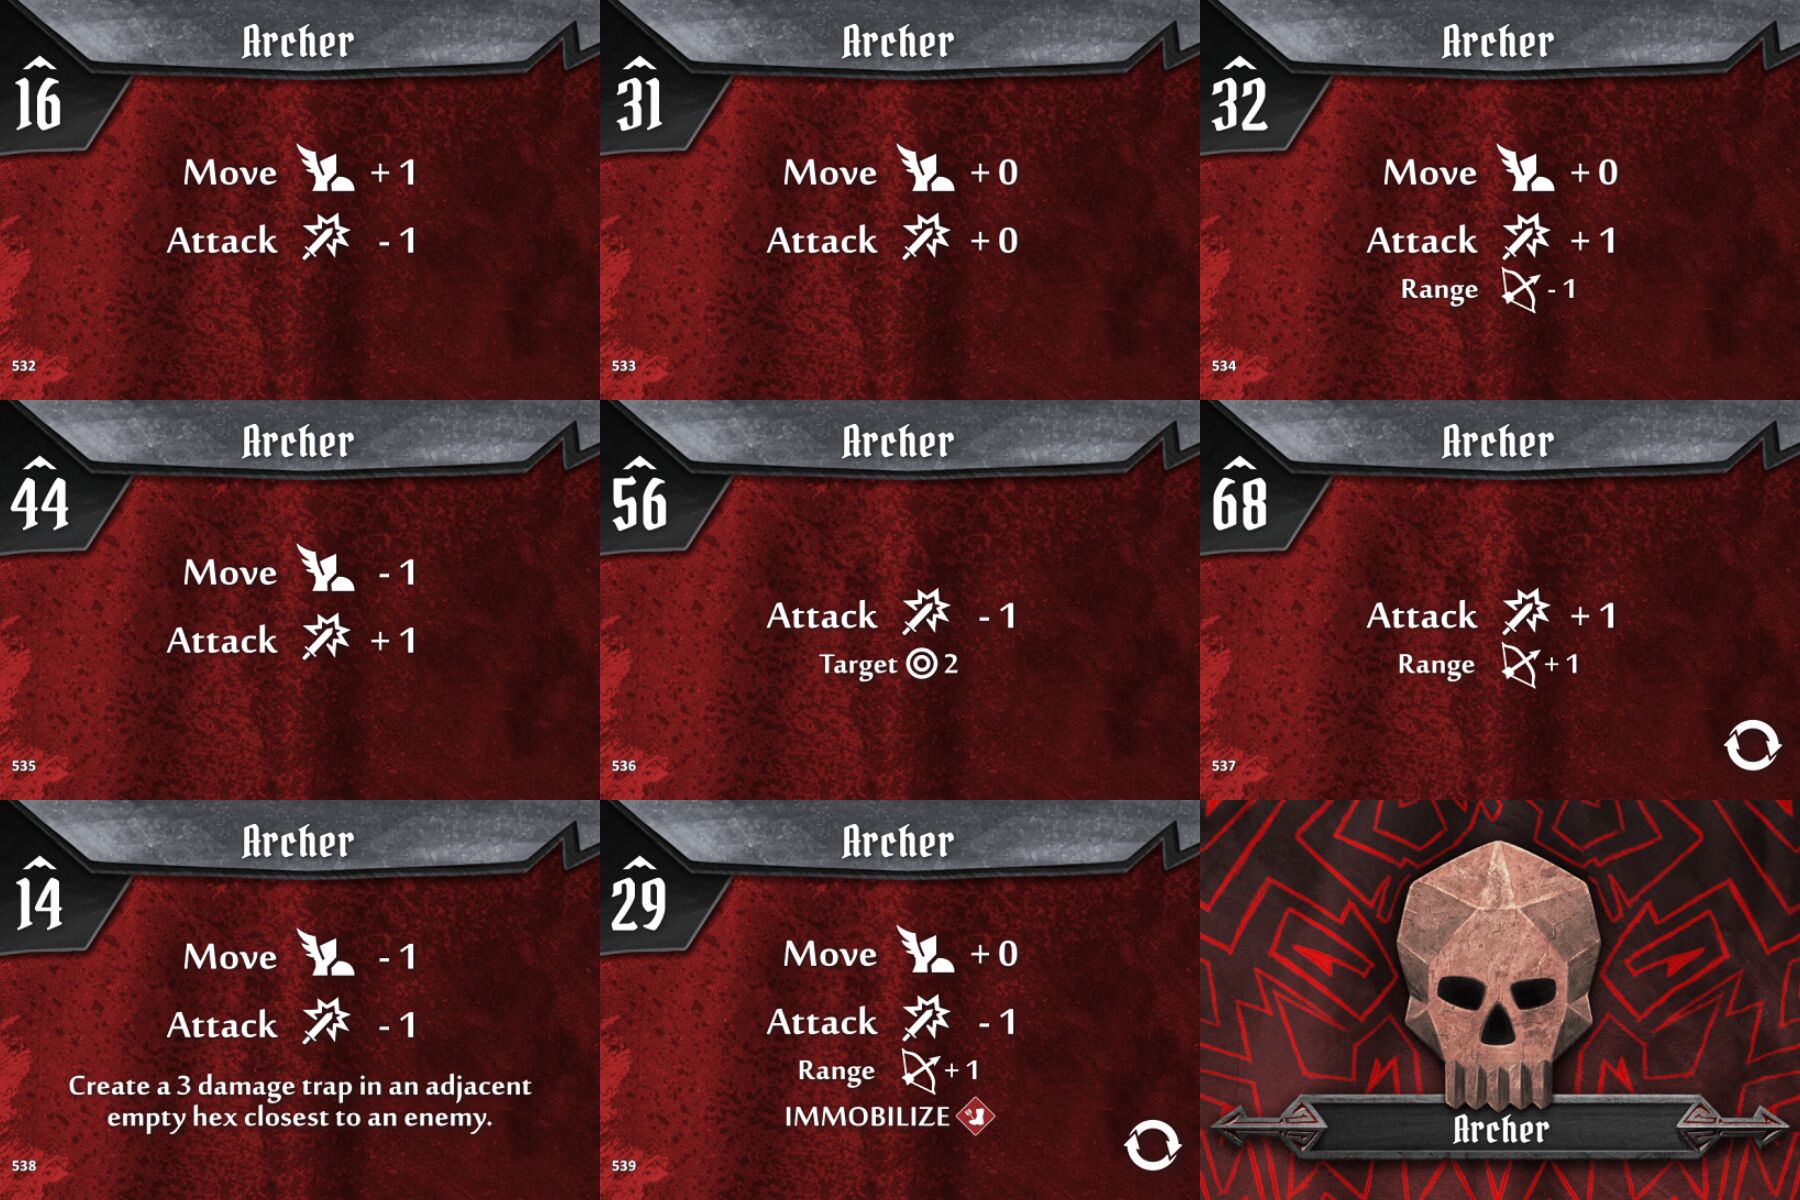 Archer
16
Move + 1
Attack - 1
532
Archer
31
Move + 0
Attack + 0
533
Archer
32
Move + 0
Attack + 1
Range - 1
534
Archer
44
Move - 1
Attack + 1
535
Archer
56
Attack - 1
Target 2
536
Archer
68
Attack + 1
Range + 1
537
Archer
14
Move - 1
Attack - 1
Create a 3 damage trap in an adjacent
empty hex closest to an enemy.
538
Archer
29
Move + 0
Attack - 1
Range + 1
IMMOBILIZE
539
Archer